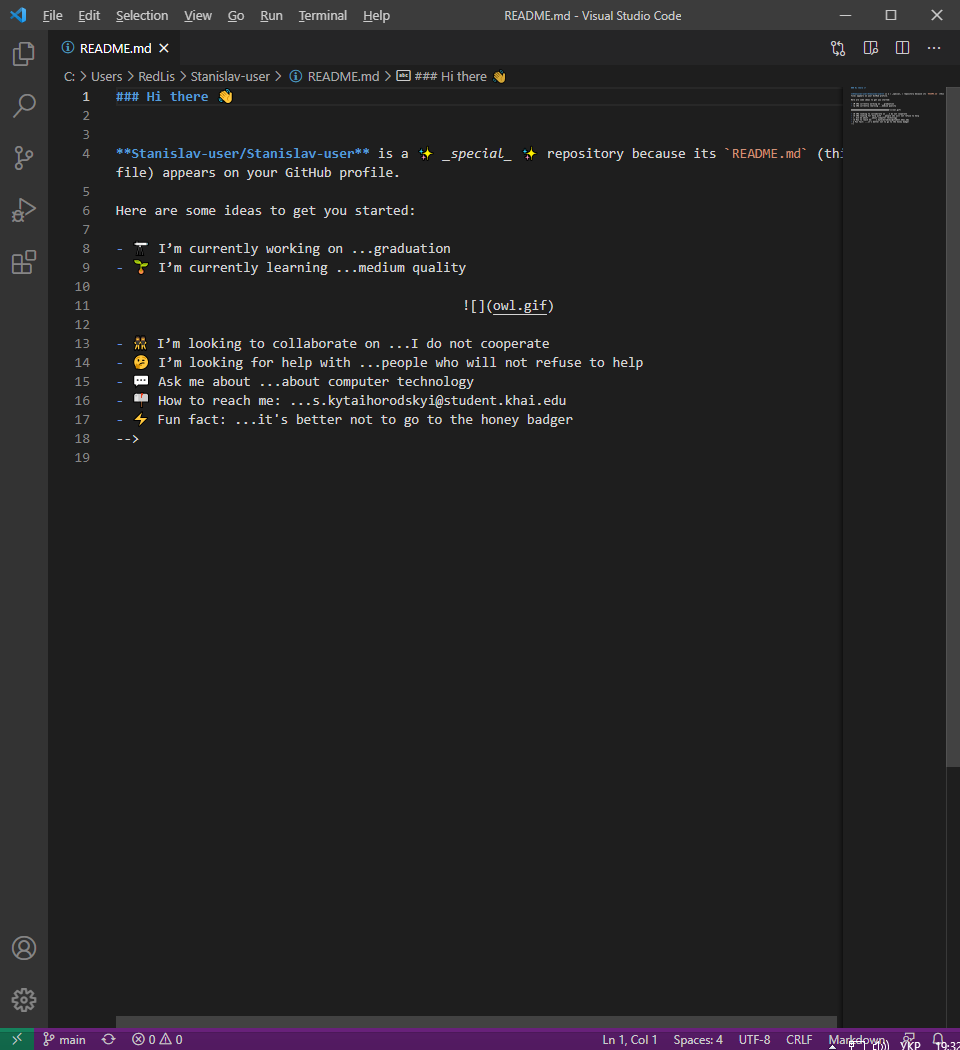 File Edit Selection View Go Run Terminal Help README.md - Visual Studio Code
README.md
C: > Users > RedLis > Stanislav-user > README.md > ### Hi there 👋
1 ### Hi there 👋
2
3
4 **Stanislav-user/Stanislav-user** is a ✨ _special_ ✨ repository because its `README.md` (thi
file) appears on your GitHub profile.
5
6 Here are some ideas to get you started:
7
8 - 🔭 I’m currently working on ...graduation
9 - 🌱 I’m currently learning ...medium quality
10
11 ![](owl.gif)
12
13 - 👯 I’m looking to collaborate on ...I do not cooperate
14 - 🤔 I’m looking for help with ...people who will not refuse to help
15 - 💬 Ask me about ...about computer technology
16 - 📫 How to reach me: ...s.kytaihorodskyi@student.khai.edu
17 - ⚡ Fun fact: ...it's better not to go to the honey badger
18 -->
19
main 0 0 Ln 1, Col 1 Spaces: 4 UTF-8 CRLF Markdown
УКР 19:32